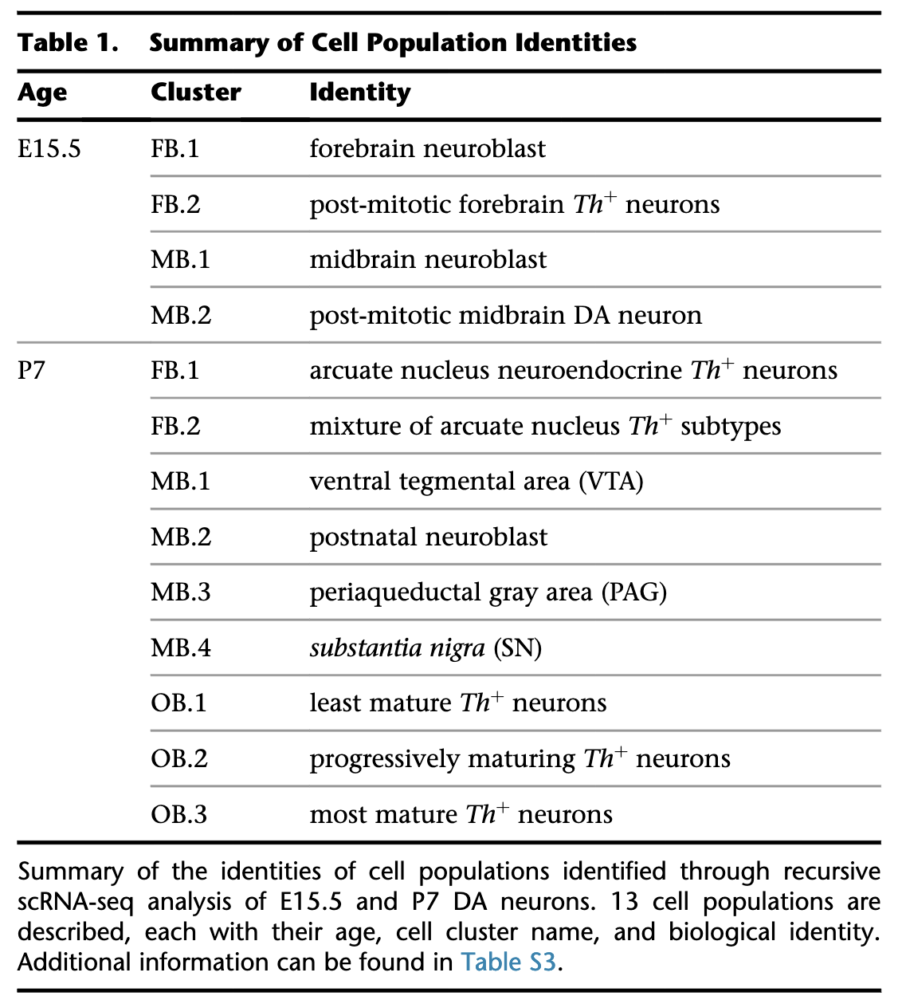 Table 1. Summary of Cell Population Identities
Age Cluster Identity
E15.5 FB.1 forebrain neuroblast
FB.2 post-mitotic forebrain Th+ neurons
MB.1 midbrain neuroblast
MB.2 post-mitotic midbrain DA neuron
P7 FB.1 arcuate nucleus neuroendocrine Th+ neurons
FB.2 mixture of arcuate nucleus Th+ subtypes
MB.1 ventral tegmental area (VTA)
MB.2 postnatal neuroblast
MB.3 periaqueductal gray area (PAG)
MB.4 substantia nigra (SN)
OB.1 least mature Th+ neurons
OB.2 progressively maturing Th+ neurons
OB.3 most mature Th+ neurons
Summary of the identities of cell populations identified through recursive
scRNA-seq analysis of E15.5 and P7 DA neurons. 13 cell populations are
described, each with their age, cell cluster name, and biological identity.
Additional information can be found in Table S3.